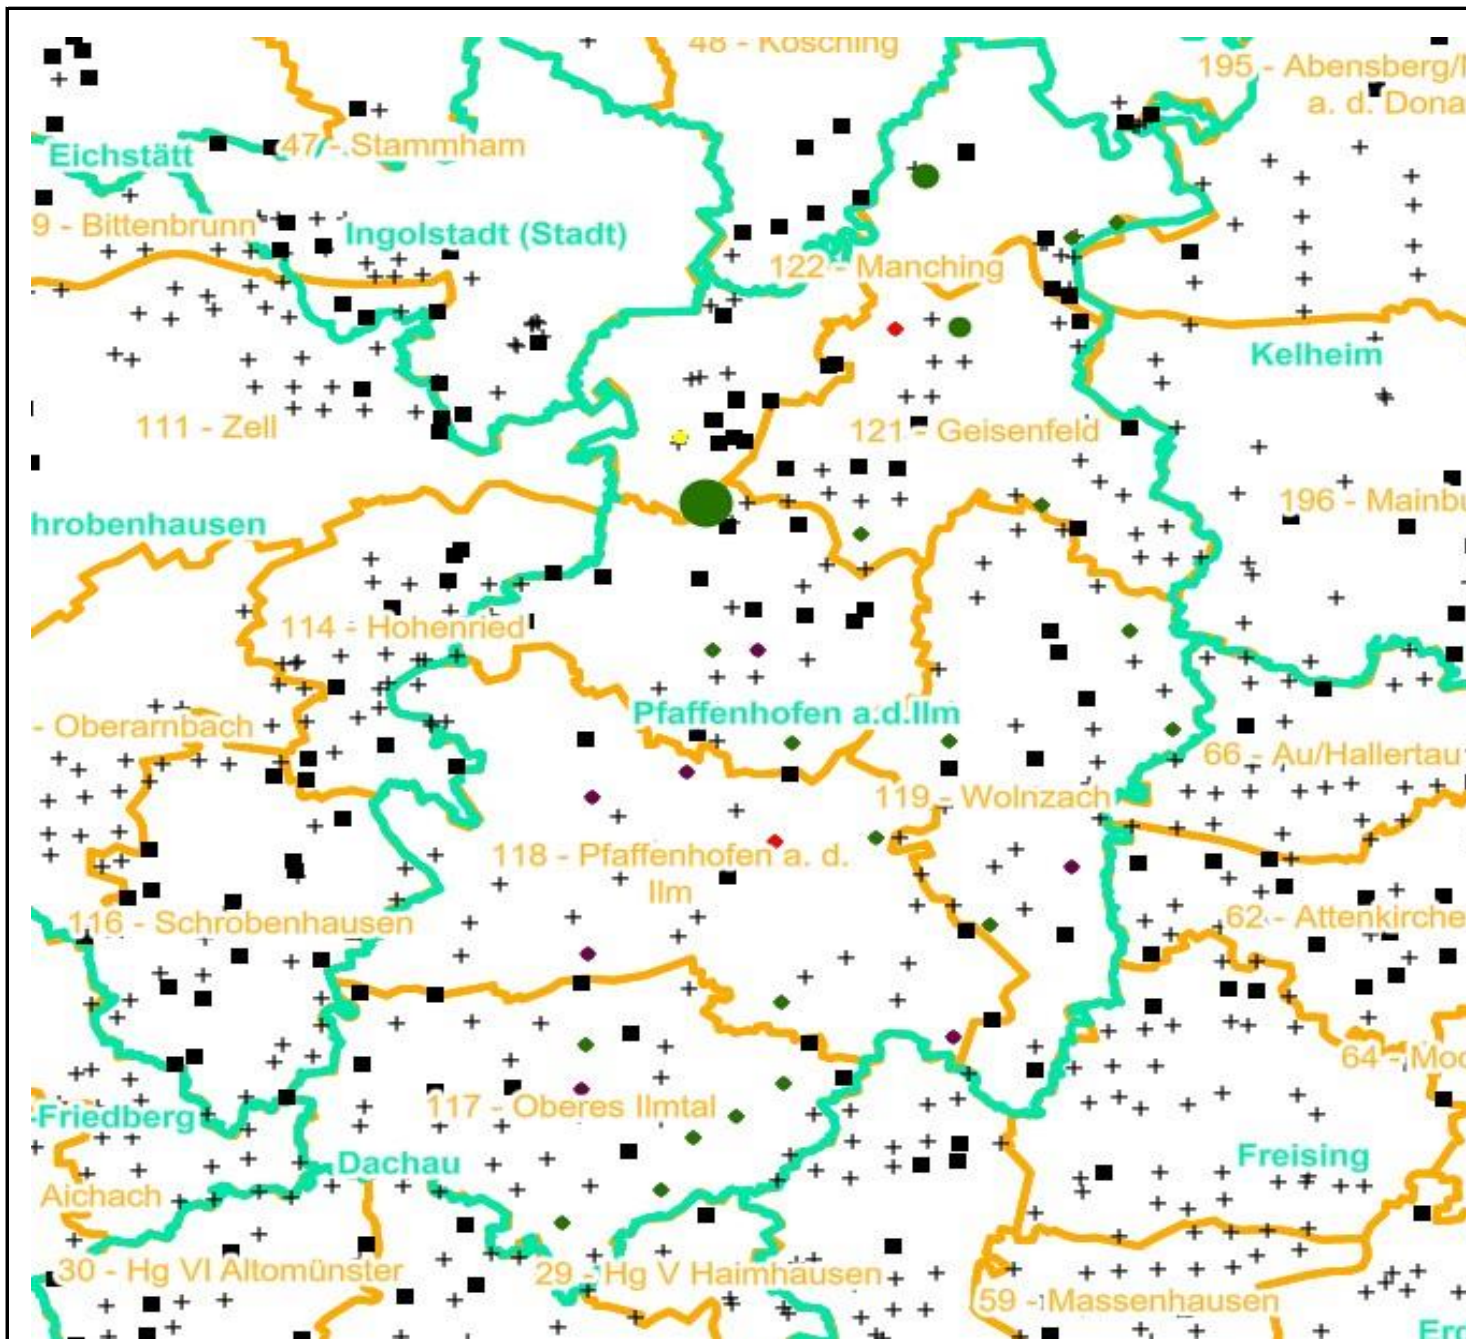 48 - Kösching
195 - Abensberg/
a. d. Dona
47 - Stammham
Eichstätt
9 - Bittenbrunn
Ingolstadt (Stadt)
122 - Manching
Kelheim
111 - Zell
121 - Geisenfeld
196 - Mainbu
hrobenhausen
114 - Hohenried
- Oberarnbach
Pfaffenhofen a.d.Ilm
66 - Au/Hallertau
119 - Wolnzach
118 - Pfaffenhofen a. d.
Ilm
116 - Schrobenhausen
62 - Attenkirche
64 - Moo
117 - Oberes Ilmtal
Friedberg
Dachau
Freising
Aichach
30 - Hg VI Altomünster
29 - Hg V Haimhausen
59 - Massenhausen
Erd